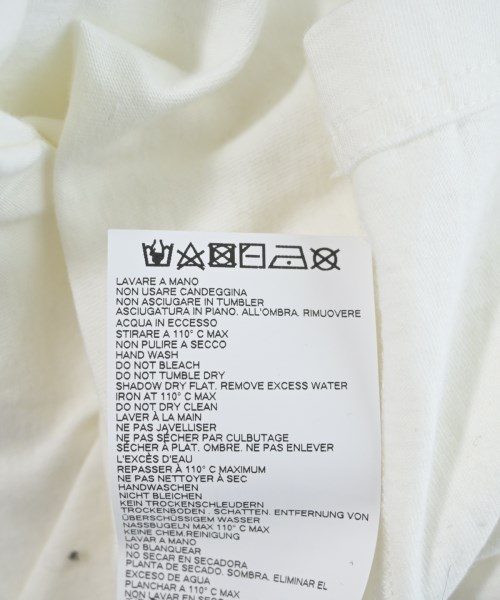 LAVARE A MANO
NON USARE CANDEGGINA
NON ASCIUGARE IN TUMBLER
ASCIUGATURA IN PIANO. ALL'OMBRA. RIMUOVERE
ACQUA IN ECCESSO
STIRARE A 110° C MAX
NON PULIRE A SECCO
HAND WASH
DO NOT BLEACH
DO NOT TUMBLE DRY
SHADOW DRY FLAT. REMOVE EXCESS WATER
IRON AT 110° C MAX
DO NOT DRY CLEAN
LAVER À LA MAIN
NE PAS JAVELLISER
NE PAS SÉCHER PAR CULBUTAGE
SÉCHER À PLAT. OMBRE. NE PAS ENLEVER
L'EXCÈS D'EAU
REPASSER À 110° C MAXIMUM
NE PAS NETTOYER À SEC
HANDWASCHEN
NICHT BLEICHEN
KEIN TROCKENSCHLEUDERN
TROCKENBODEN . SCHATTEN. ENTFERNUNG VON
ÜBERSCHÜSSIGEM WASSER
NASSBÜGELN MAX 110° C MAX
KEINE CHEM.REINIGUNG
LAVAR A MANO
NO BLANQUEAR
NO SECAR EN SECADORA
PLANTA DE SECADO. SOMBRA. ELIMINAR EL
EXCESO DE AGUA
PLANCHAR A 110° C MAX
NON LAVAR EN SECO